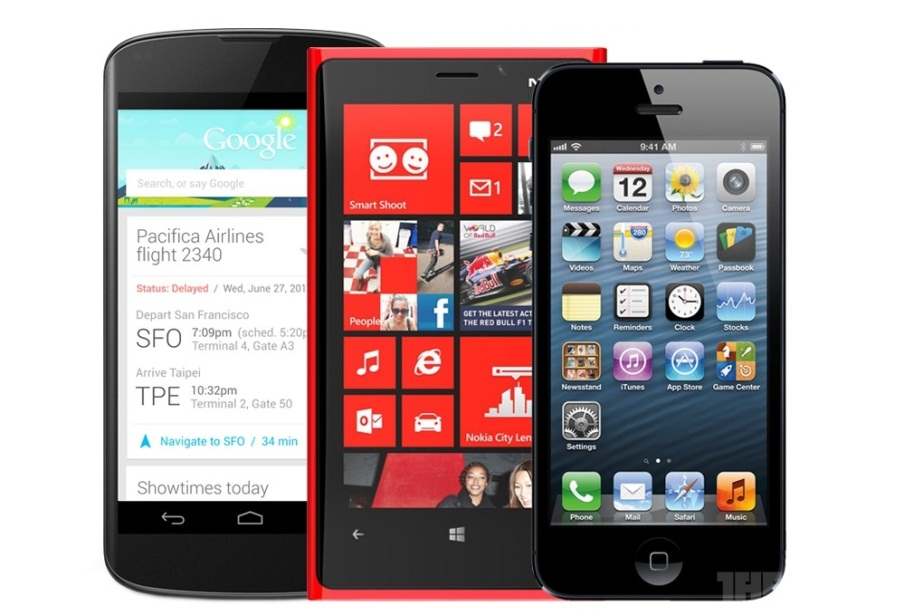 Google
Search, or say Google
Pacifica Airlines
flight 2340
Status: Delayed / Wed, June 27, 201
Depart San Francisco
SFO
7:09pm (sched. 5:20p
Terminal 4, Gate A3
Arrive Taipei
TPE
10:32pm
Terminal 2, Gate 50
Navigate to SFO / 34 min
Showtimes today
N
2
Smart Shoot
1
WORLD
OF Red Bull
Red Bull
People
f
GET THE LATEST ACT
THE RED BULL F1 T
Nokia City Len
9:41 AM
Wednesday
12
Messages Calendar Photos Camera
280
73°
Videos Maps Weather Passbook
Notes Reminders Clock Stocks
Newsstand iTunes App Store Game Center
Settings
Phone Mail Safari Music
THE